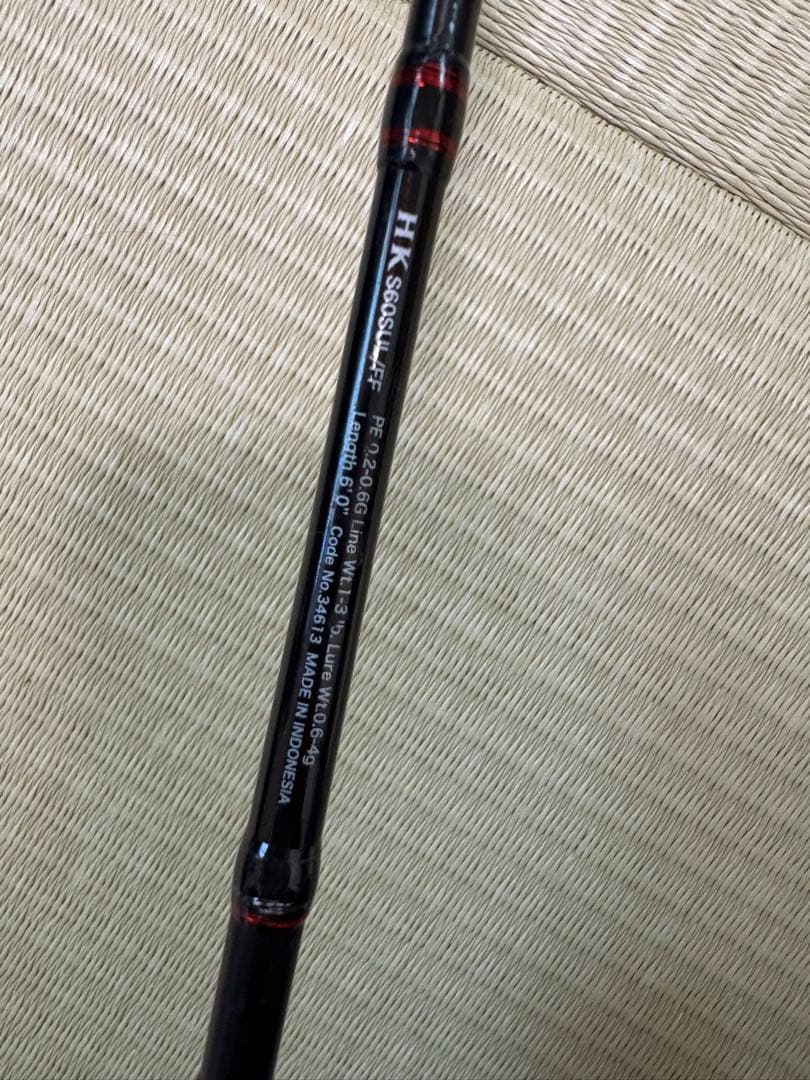 HK S60SUL/FF PE 0.2-0.6G Line Wt.1-3 lb. Lure Wt.0.6-4g
Length 6'0" Code No.34613 MADE IN INDONESIA